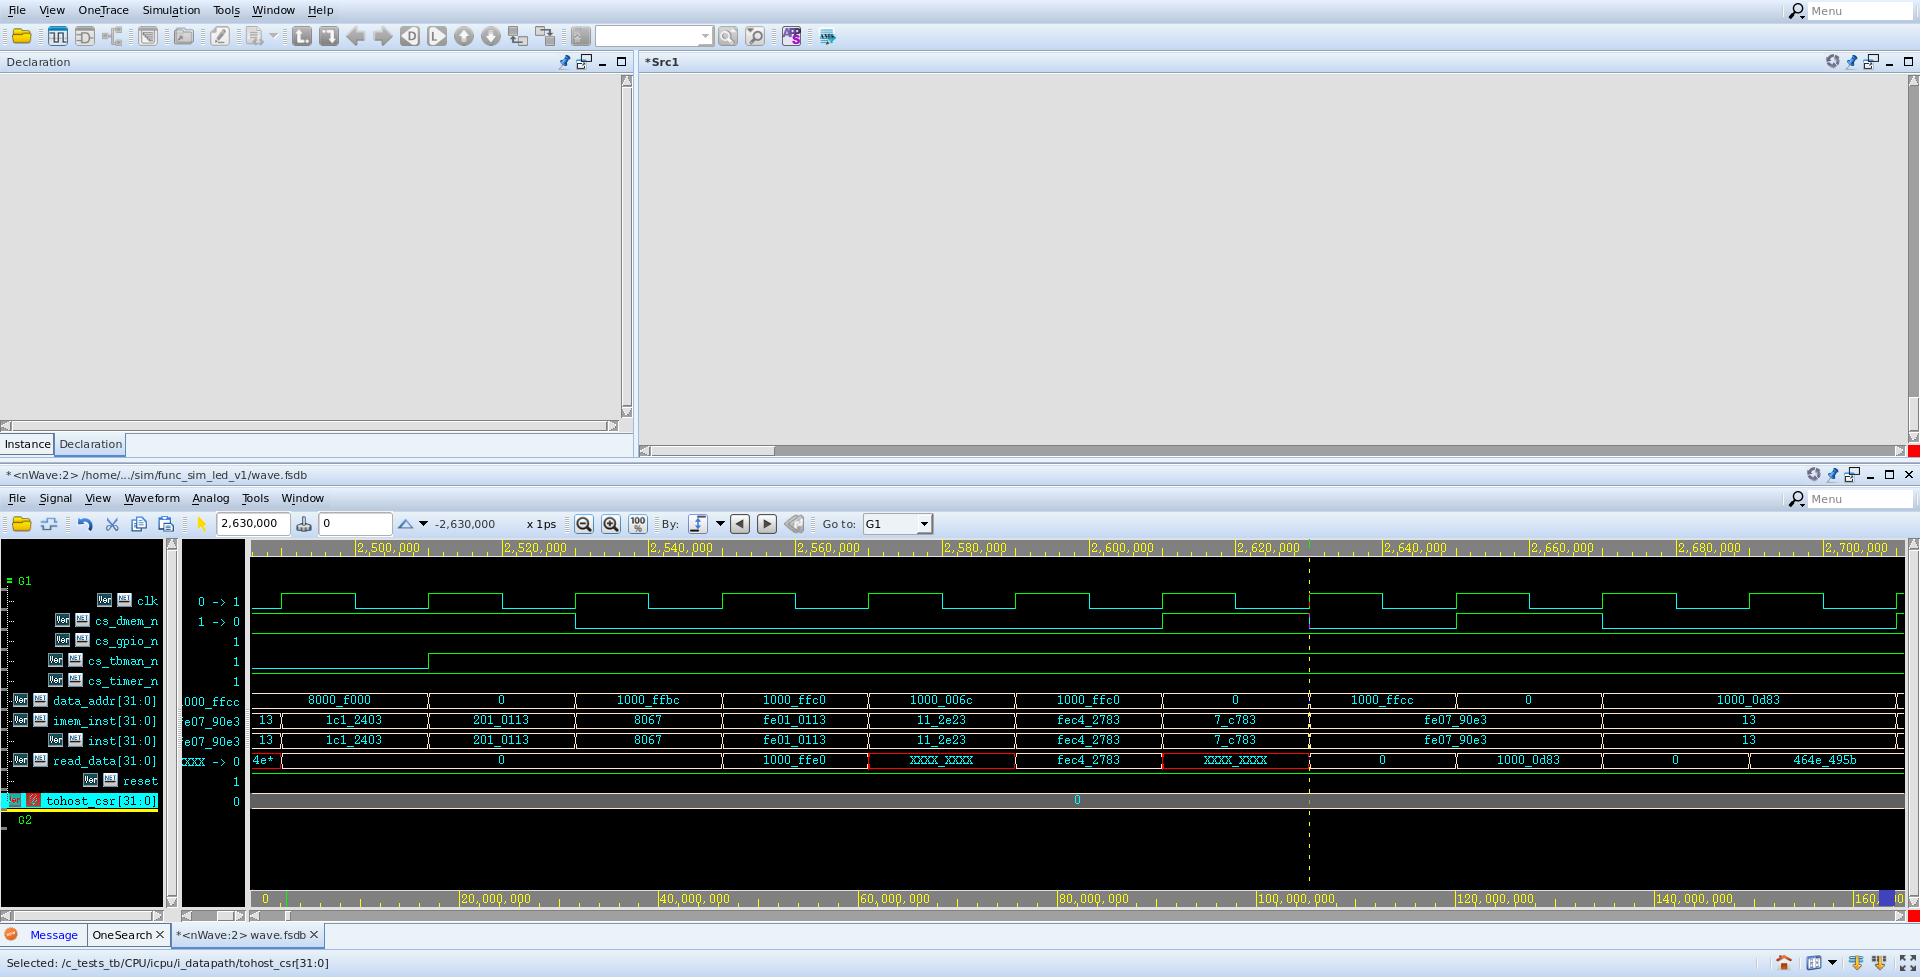 File View OneTrace Simulation Tools Window Help Menu
Declaration
*Src1
Instance Declaration
*<nWave:2> /home/.../sim/func_sim_led_v1/wave.fsdb
File Signal View Waveform Analog Tools Window Menu
2,630,000 0 -2,630,000 x 1ps 100 % By: Go to: G1
2,500,000 2,520,000 2,540,000 2,560,000 2,580,000 2,600,000 2,620,000 2,640,000 2,660,000 2,680,000 2,700,000
G1
clk 0 -> 1
cs_dmem_n 1 -> 0
cs_gpio_n 1
cs_tbman_n 1
cs_timer_n 1
data_addr[31:0] 000_ffcc 8000_f000 0 1000_ffbc 1000_ffc0 1000_006c 1000_ffc0 0 1000_ffcc 0 1000_0d83
imem_inst[31:0] fe07_90e3 13 1c1_2403 201_0113 8067 fe01_0113 11_2e23 fec4_2783 7_c783 fe07_90e3 13
inst[31:0] fe07_90e3 13 1c1_2403 201_0113 8067 fe01_0113 11_2e23 fec4_2783 7_c783 fe07_90e3 13
read_data[31:0] XXXX -> 0 4e* 0 1000_ffe0 XXXX_XXXX fec4_2783 XXXX_XXXX 0 1000_0d83 0 464e_495b
reset 1
tohost_csr[31:0] 0 0
G2
0 20,000,000 40,000,000 60,000,000 80,000,000 100,000,000 120,000,000 140,000,000
Message OneSearch *<nWave:2> wave.fsdb
Selected: /c_tests_tb/CPU/icpu/i_datapath/tohost_csr[31:0]